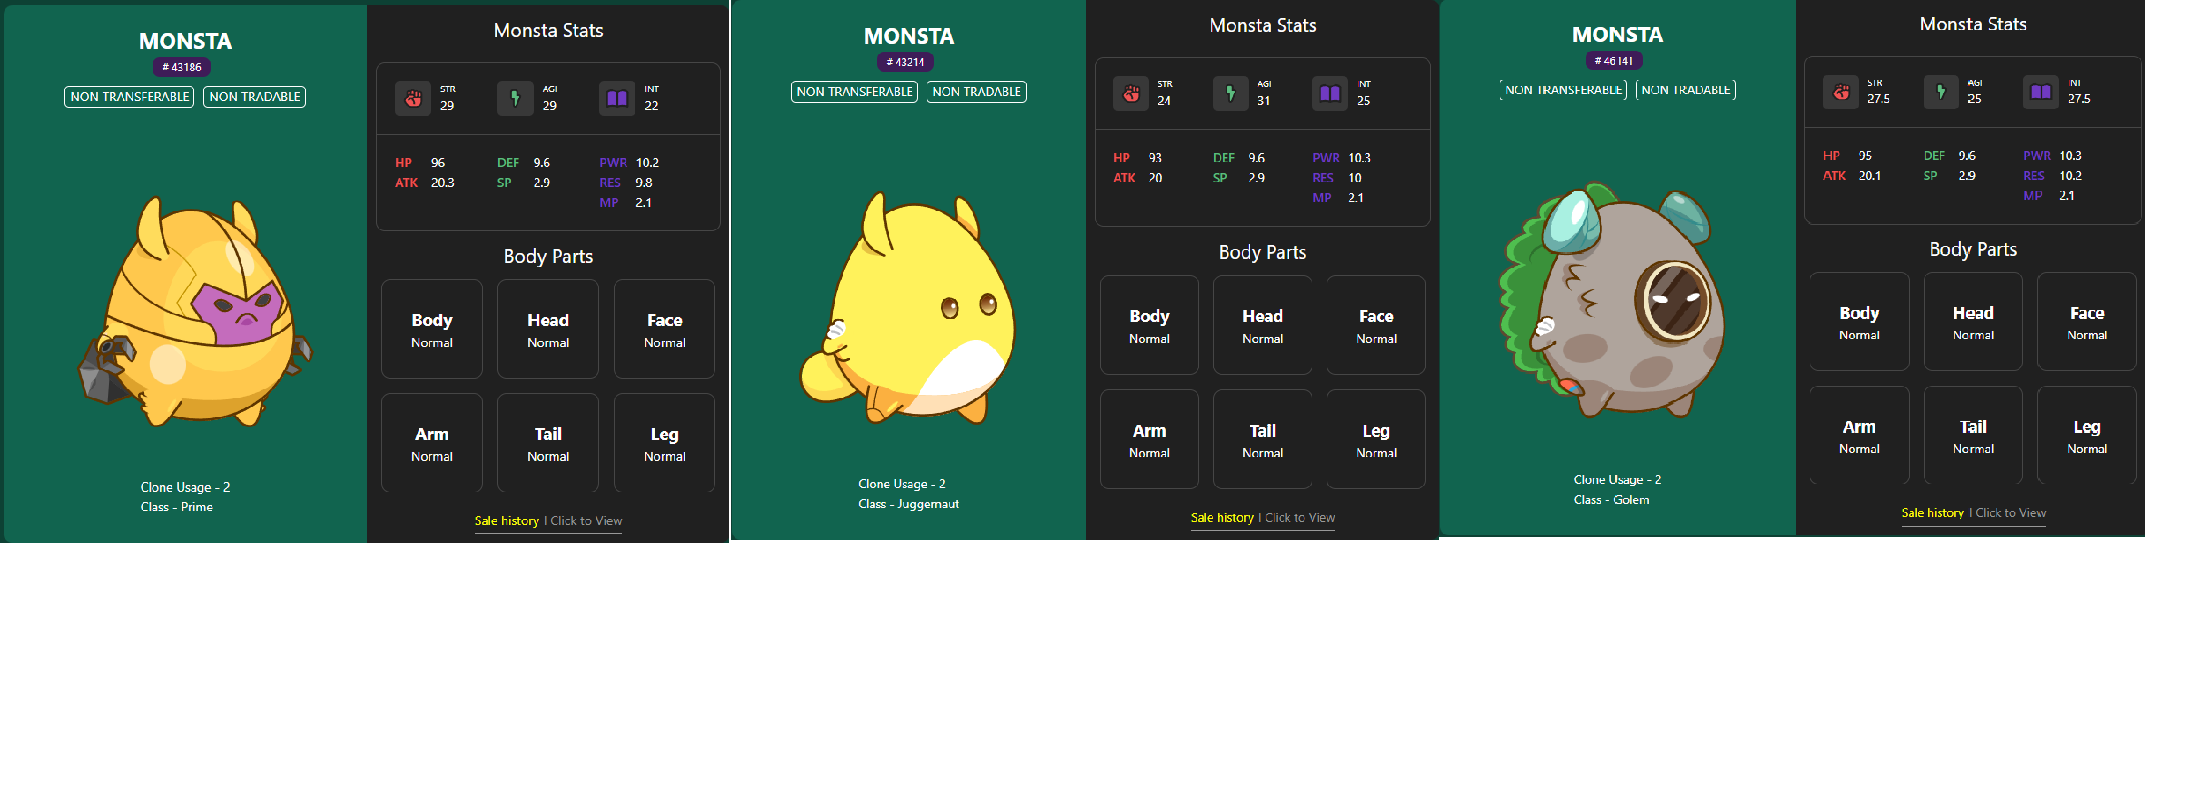 MONSTA
# 43186
NON TRANSFERABLE NON TRADABLE
Clone Usage - 2
Class - Prime
Monsta Stats
STR
29
AGI
29
INT
22
HP 96 DEF 9.6 PWR 10.2
ATK 20.3 SP 2.9 RES 9.8
MP 2.1
Body Parts
Body Head Face
Normal Normal Normal
Arm Tail Leg
Normal Normal Normal
Sale history | Click to View
MONSTA
# 43214
NON TRANSFERABLE NON TRADABLE
Clone Usage - 2
Class - Juggernaut
Monsta Stats
STR
24
AGI
31
INT
25
HP 93 DEF 9.6 PWR 10.3
ATK 20 SP 2.9 RES 10
MP 2.1
Body Parts
Body Head Face
Normal Normal Normal
Arm Tail Leg
Normal Normal Normal
Sale history | Click to View
MONSTA
# 46141
NON TRANSFERABLE NON TRADABLE
Clone Usage - 2
Class - Golem
Monsta Stats
STR
27.5
AGI
25
INT
27.5
HP 95 DEF 9.6 PWR 10.3
ATK 20.1 SP 2.9 RES 10.2
MP 2.1
Body Parts
Body Head Face
Normal Normal Normal
Arm Tail Leg
Normal Normal Normal
Sale history | Click to View